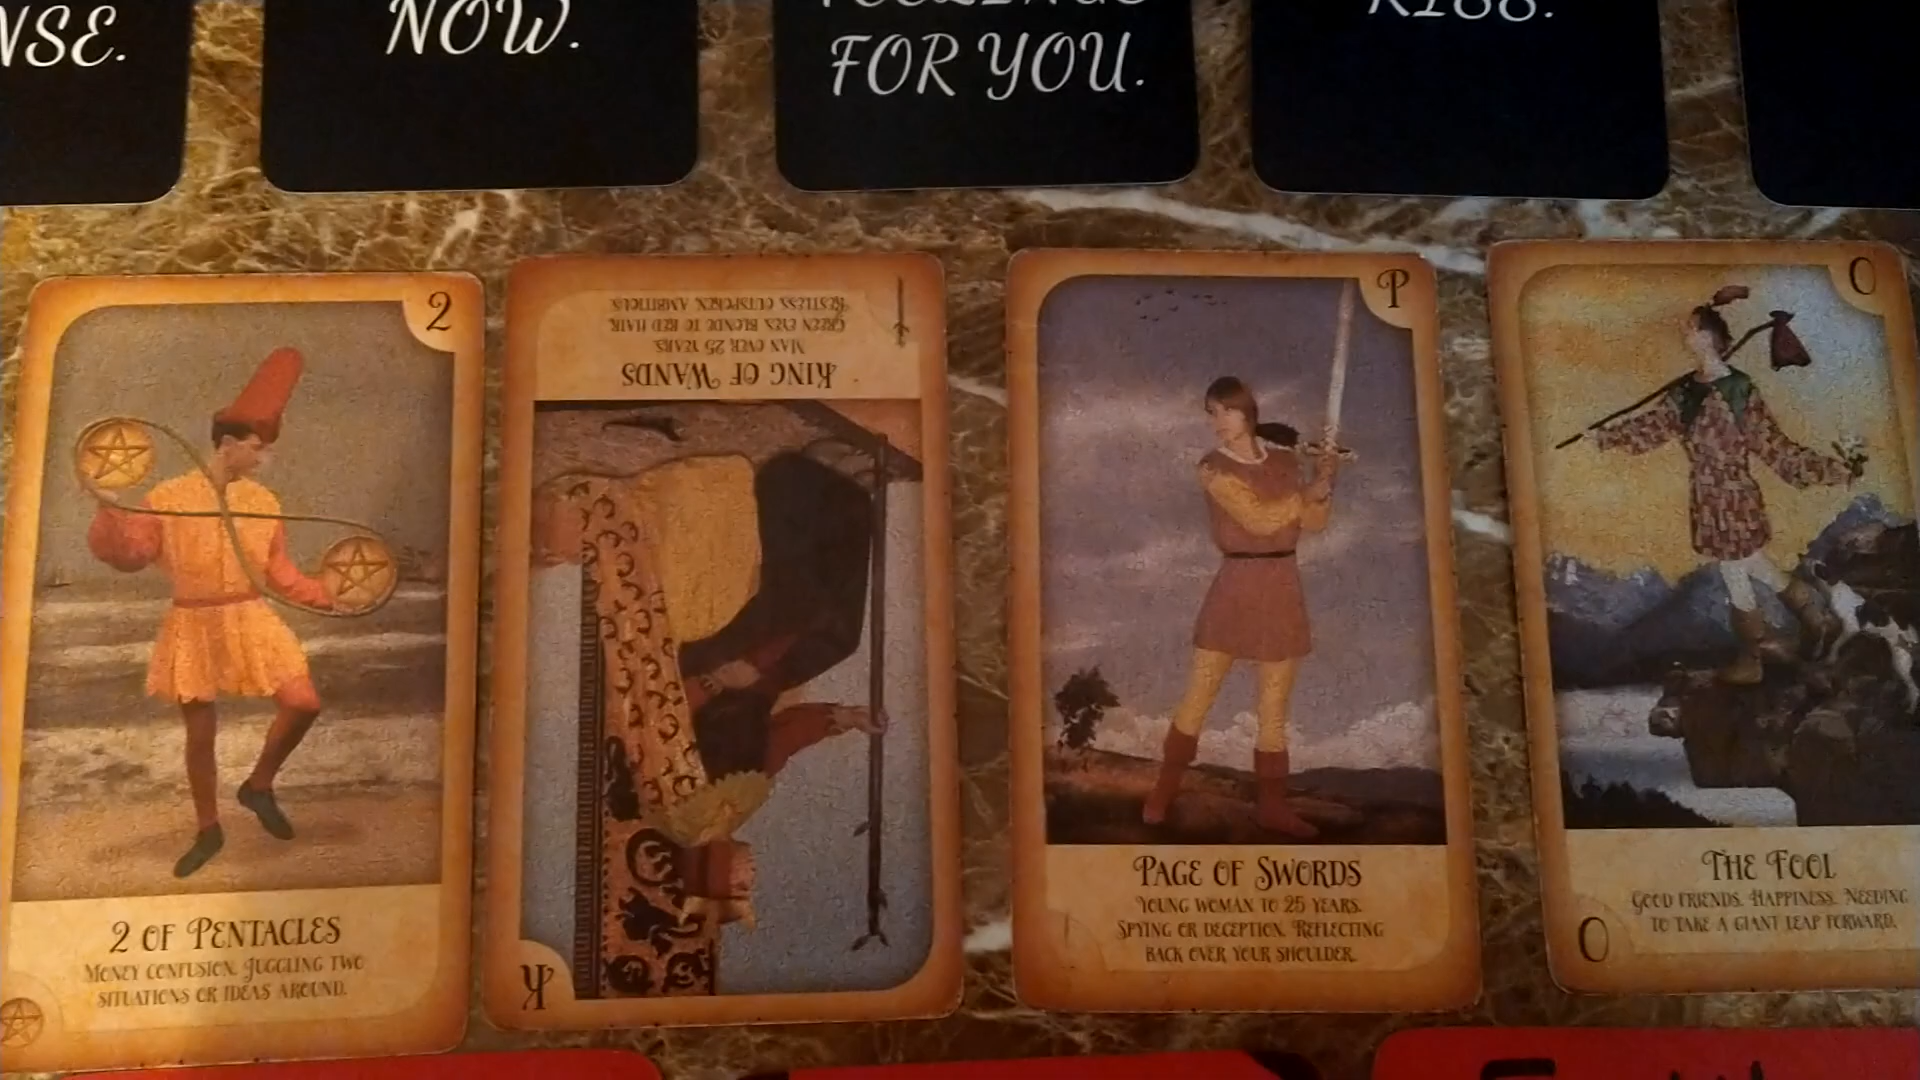 NSE.
NOW.
FOR YOU.
KISS.
2
2 OF PENTACLES
MONEY CONFUSION. JUGGLING TWO
SITUATIONS OR IDEAS AROUND.
KING OF WANDS
MAN OVER 25 YEARS.
GREEN EYES, BLONDE TO RED HAIR.
RESTLESS, OUTSPOKEN, AMBITIOUS.
K
P
PAGE OF SWORDS
YOUNG WOMAN TO 25 YEARS.
SPYING OR DECEPTION. REFLECTING
BACK OVER YOUR SHOULDER.
0
THE FOOL
GOOD FRIENDS. HAPPINESS. NEEDING
TO TAKE A GIANT LEAP FORWARD.
0